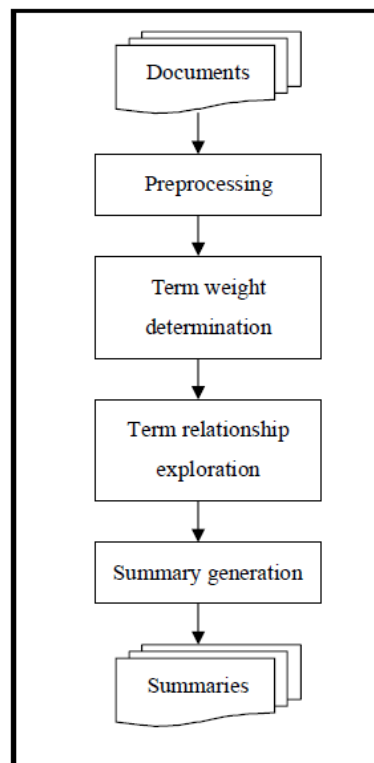 Documents
Preprocessing
Term weight
determination
Term relationship
exploration
Summary generation
Summaries